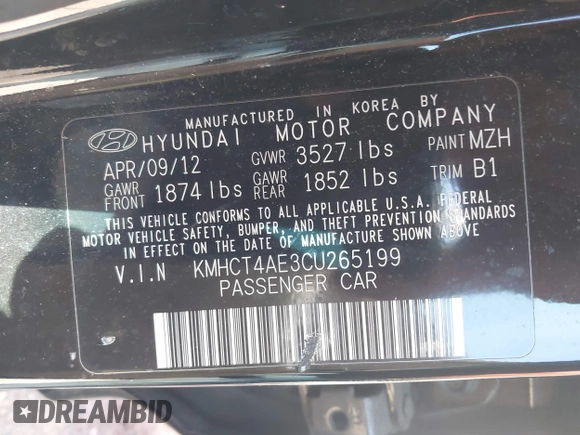 MANUFACTURED IN KOREA BY
HYUNDAI MOTOR COMPANY
APR/09/12 GVWR 3527 lbs PAINT MZH
GAWR FRONT 1874 lbs GAWR REAR 1852 lbs TRIM B1
THIS VEHICLE CONFORMS TO ALL APPLICABLE U.S.A. FEDERAL
MOTOR VEHICLE SAFETY, BUMPER, AND THEFT PREVENTION STANDARDS
IN EFFECT ON THE DATE OF MANUFACTURE SHOWN ABOVE
V.I.N KMHCT4AE3CU265199
PASSENGER CAR
DREAMBID